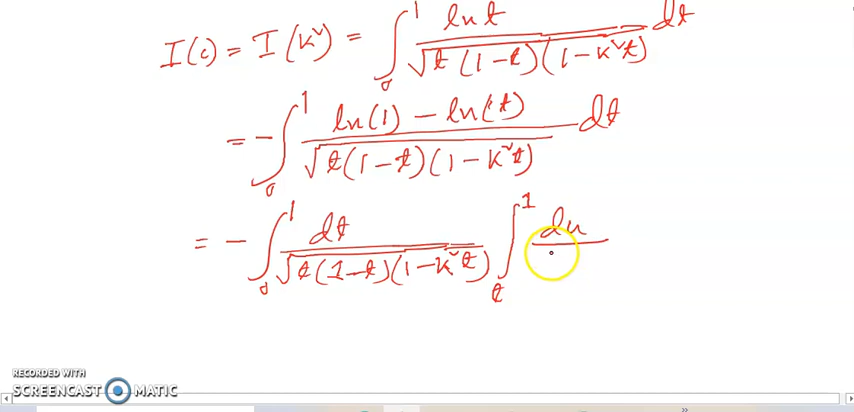 I(c) = I(k²) = ∫₀¹ ln t / √(t(1-t)(1-k²t)) dt
= - ∫₀¹ (ln(1) - ln(t)) / √(t(1-t)(1-k²t)) dt
= - ∫₀¹ dt / √(t(1-t)(1-k²t)) ∫ₜ¹ du /
RECORDED WITH
SCREENCAST MATIC